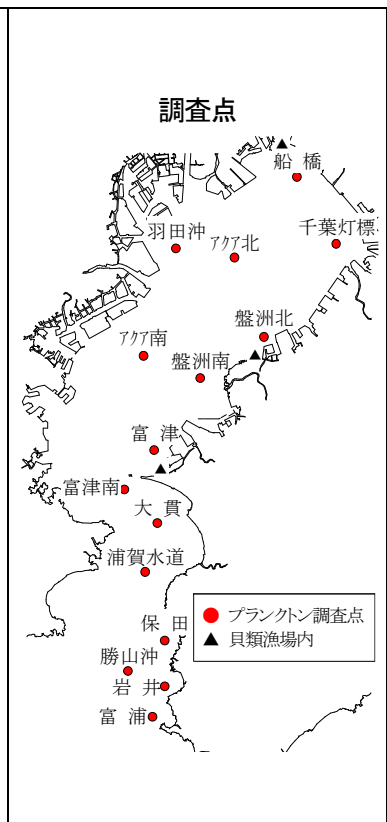 調査点
船 橋
千葉灯標
羽田沖
アクア北
盤洲北
アクア南
盤洲南
富 津
富津南
大 貫
浦賀水道
プランクトン調査点
貝類漁場内
保 田
勝山沖
岩 井
富 浦